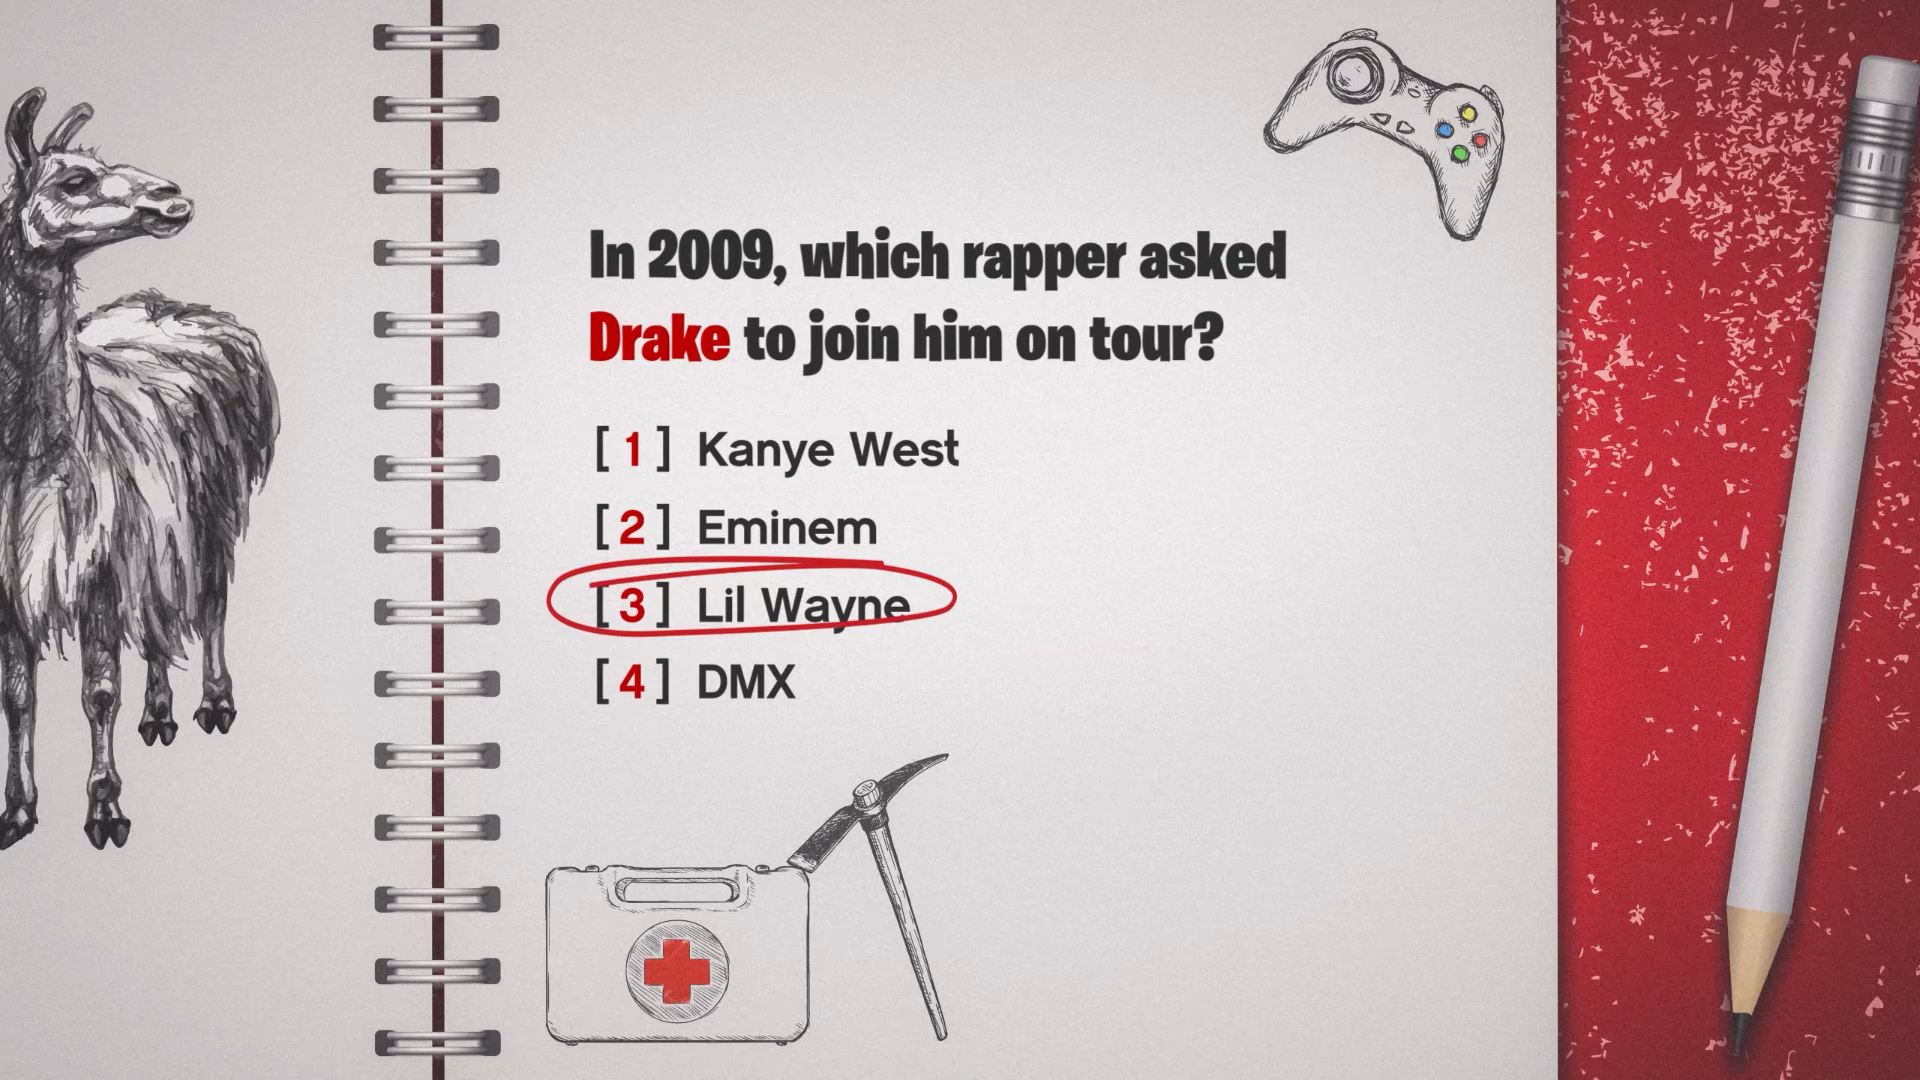 In 2009, which rapper asked
Drake to join him on tour?
[ 1 ] Kanye West
[ 2 ] Eminem
[ 3 ] Lil Wayne
[ 4 ] DMX